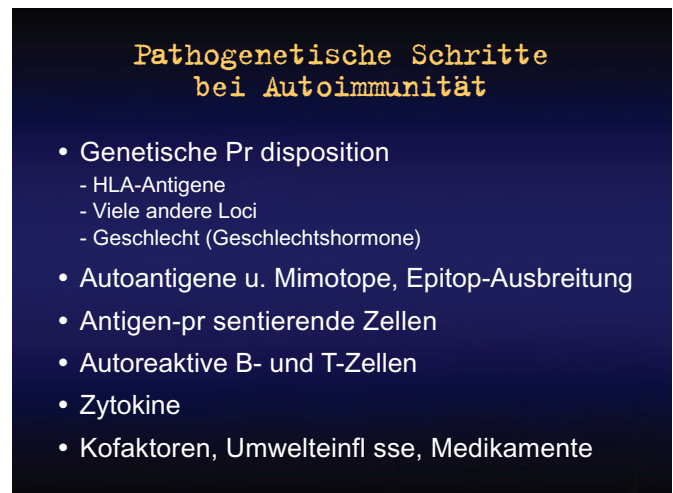 Pathogenetische Schritte
bei Autoimmunität
• Genetische Pr disposition
- HLA-Antigene
- Viele andere Loci
- Geschlecht (Geschlechtshormone)
• Autoantigene u. Mimotope, Epitop-Ausbreitung
• Antigen-pr sentierende Zellen
• Autoreaktive B- und T-Zellen
• Zytokine
• Kofaktoren, Umwelteinfl sse, Medikamente